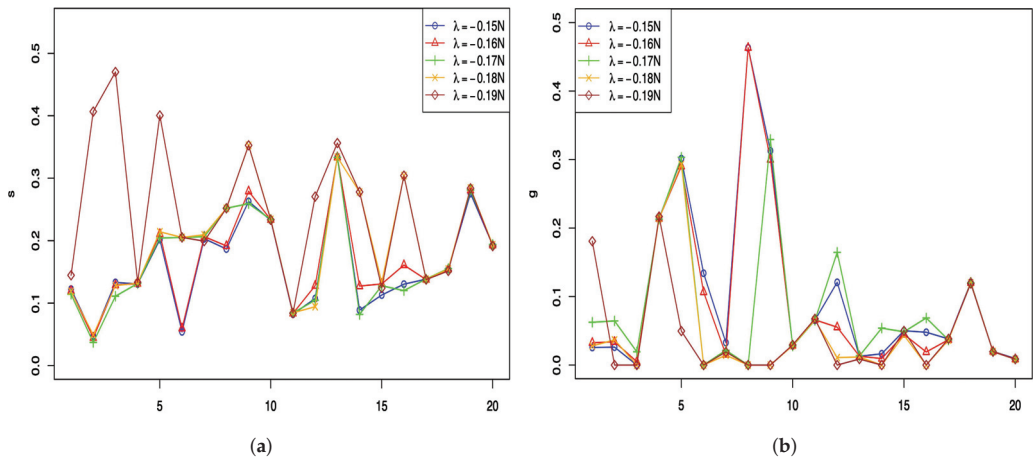 λ = −0.15N
λ = −0.16N
λ = −0.17N
λ = −0.18N
λ = −0.19N
s
0.5
0.4
0.3
0.2
0.1
0.0
5 10 15 20
(a)
λ = −0.15N
λ = −0.16N
λ = −0.17N
λ = −0.18N
λ = −0.19N
g
0.5
0.4
0.3
0.2
0.1
0.0
5 10 15 20
(b)